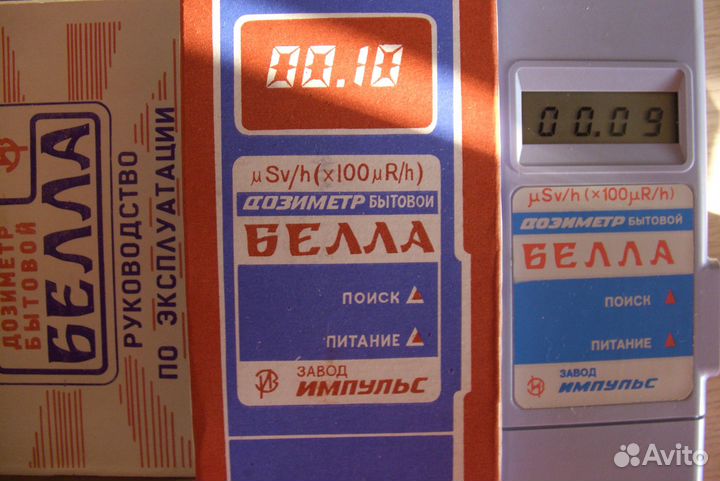 ДОЗИМЕТР
БЫТОВОЙ
БЕЛЛА
РУКОВОДСТВО
ПО ЭКСПЛУАТАЦИИ
00.10
µSv/h (×100µR/h)
ДОЗИМЕТР БЫТОВОЙ
БЕЛЛА
ПОИСК
ПИТАНИЕ
ЗАВОД
ИМПУЛЬС
00.09
µSv/h (×100µR/h)
ДОЗИМЕТР БЫТОВОЙ
БЕЛЛА
ПОИСК
ПИТАНИЕ
ЗАВОД
ИМПУЛЬС
Avito